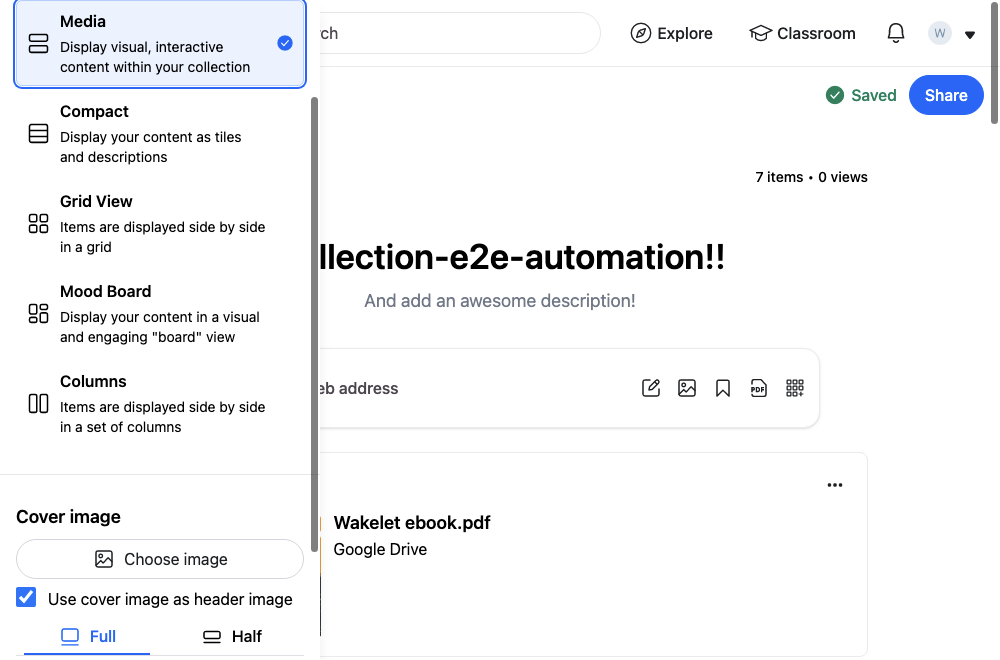 Media
Display visual, interactive
content within your collection
Compact
Display your content as tiles
and descriptions
Grid View
Items are displayed side by side
in a grid
Mood Board
Display your content in a visual
and engaging "board" view
Columns
Items are displayed side by side
in a set of columns
Cover image
Choose image
Use cover image as header image
Full
Half
Explore
Classroom
W
Saved
Share
7 items • 0 views
llection-e2e-automation!!
And add an awesome description!
address
PDF
Wakelet ebook.pdf
Google Drive